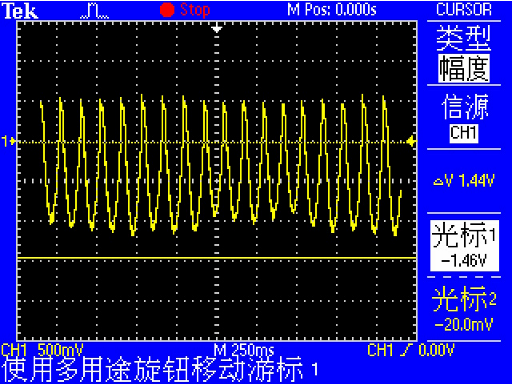 Tek Stop M Pos: 0.000s CURSOR
类型
幅度
信源
CH1
1
△V 1.44V
光标1
-1.46V
光标2
-20.0mV
CH1 500mV M 250ms CH1 / 0.00V
使用多用途旋钮移动游标 1